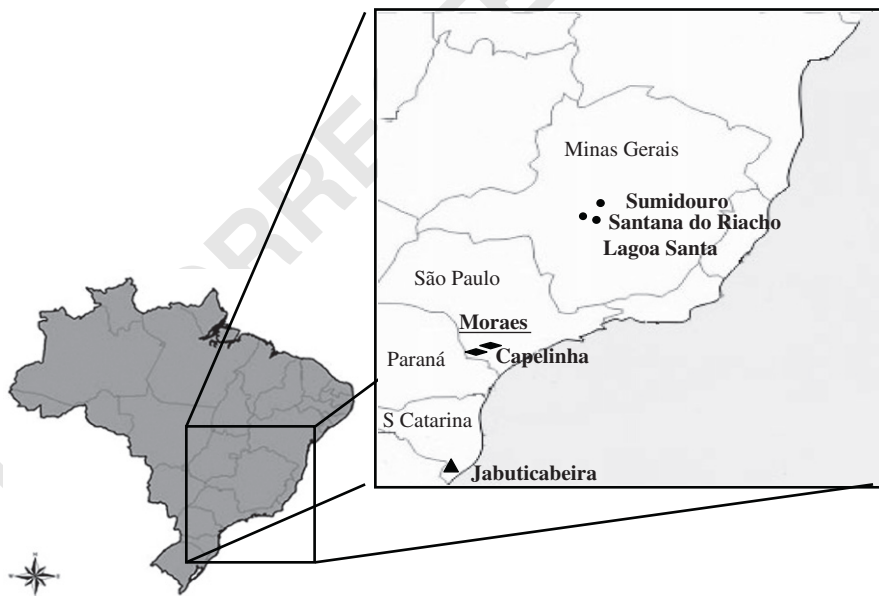 Minas Gerais
Sumidouro
Santana do Riacho
Lagoa Santa
São Paulo
Moraes
Capelinha
Paraná
S Catarina
Jabuticabeira